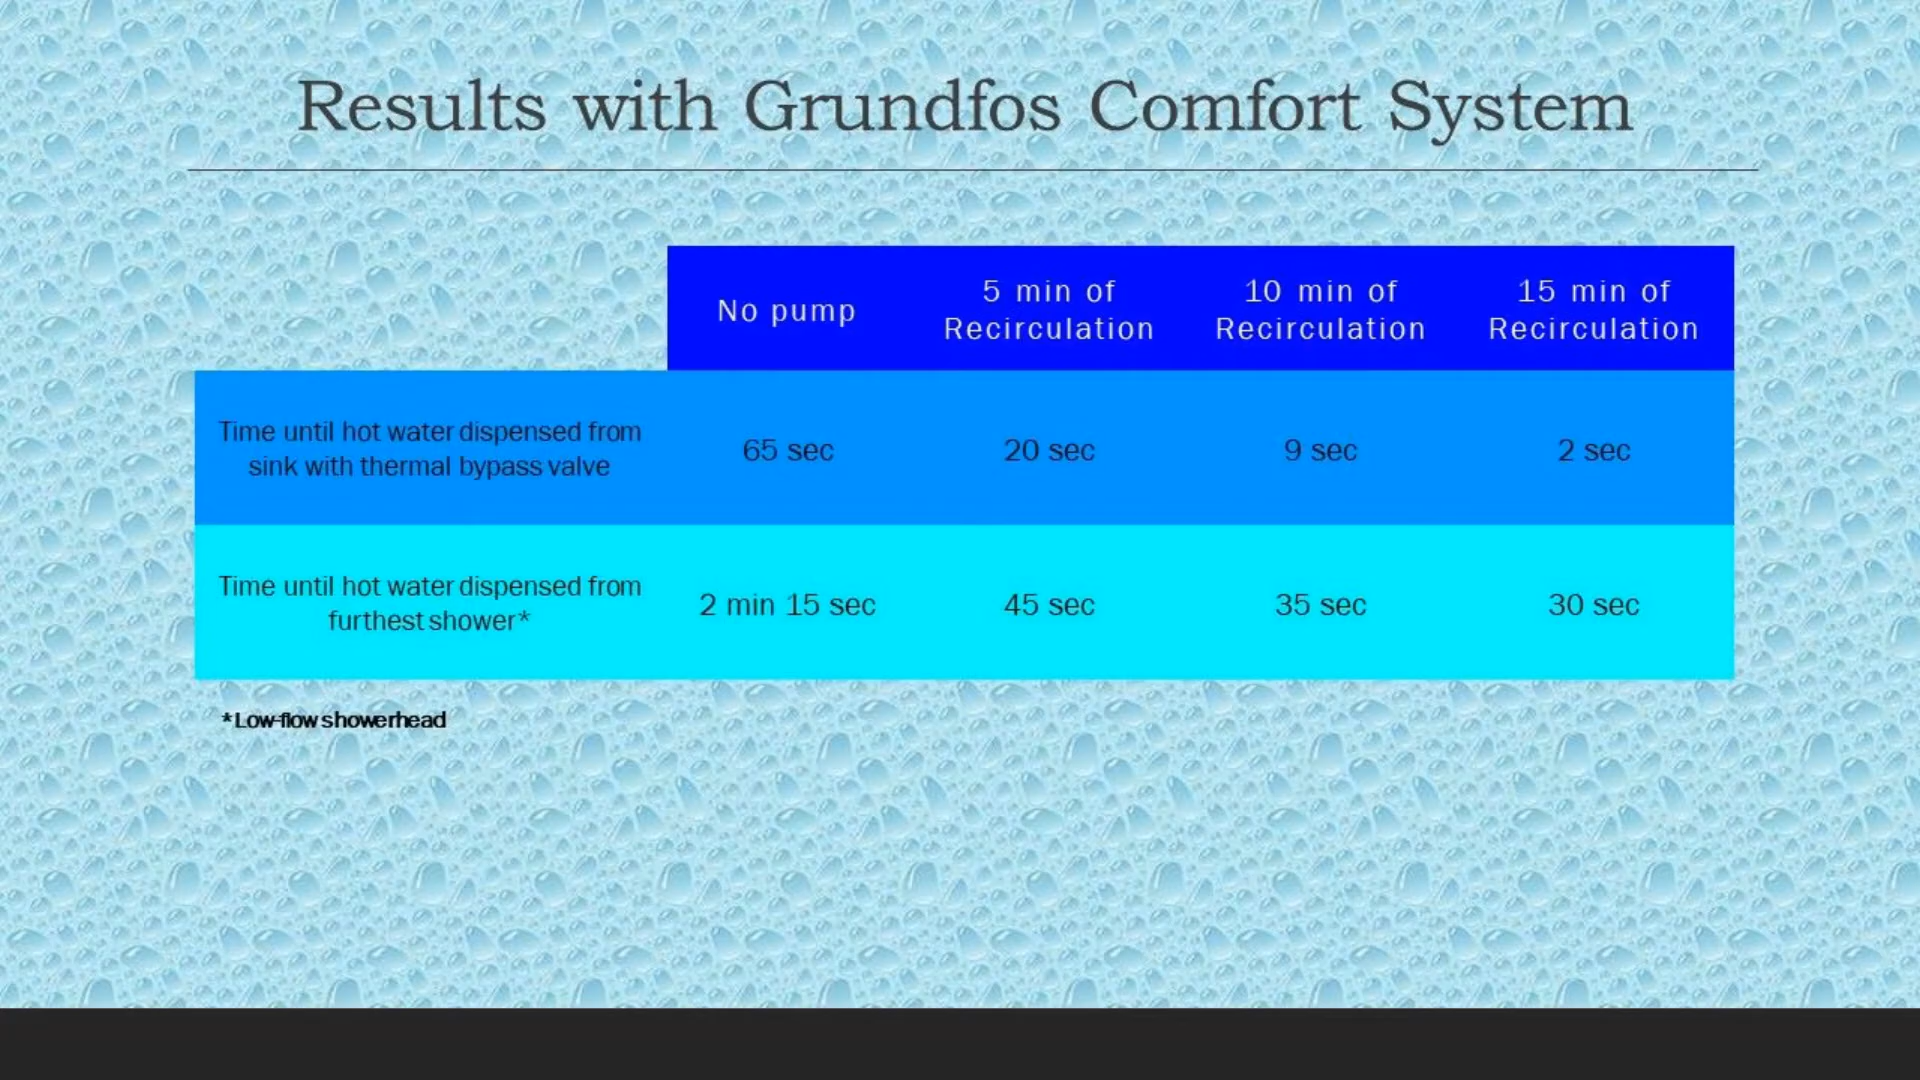 Results with Grundfos Comfort System
No pump
5 min of
Recirculation
10 min of
Recirculation
15 min of
Recirculation
Time until hot water dispensed from
sink with thermal bypass valve
65 sec
20 sec
9 sec
2 sec
Time until hot water dispensed from
furthest shower*
2 min 15 sec
45 sec
35 sec
30 sec
*Low-flow showerhead